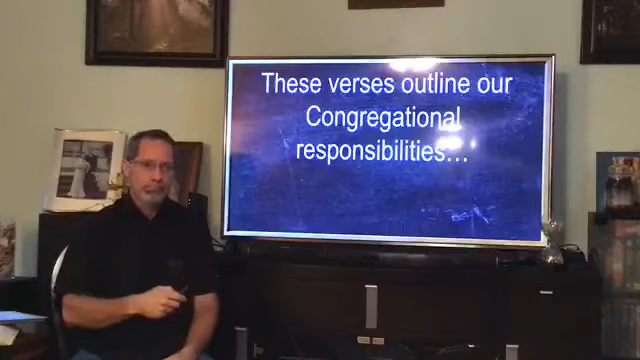 These verses outline our
Congregational
responsibilities…